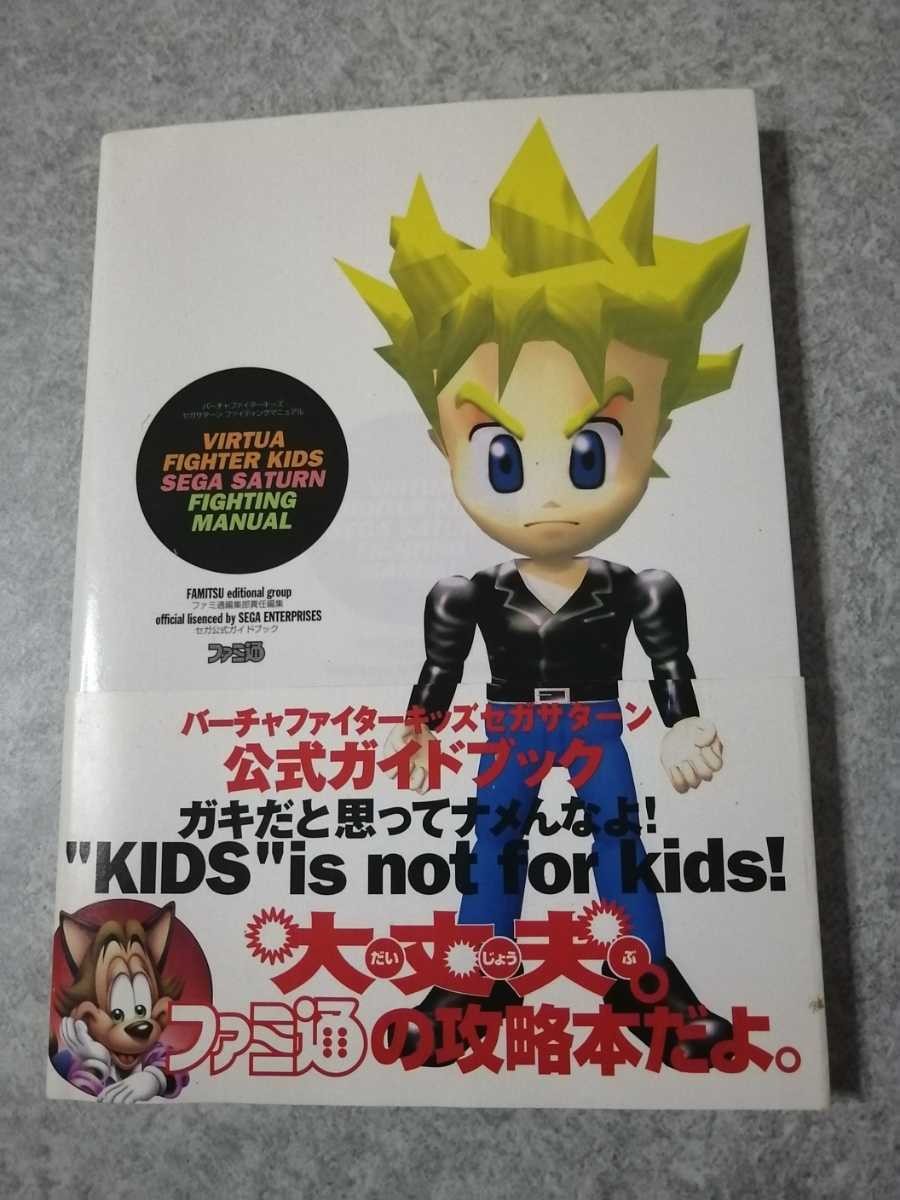 バーチャファイターキッズ
セガサターン ファイティングマニュアル
VIRTUA
FIGHTER KIDS
SEGA SATURN
FIGHTING
MANUAL
FAMITSU editional group
ファミ通編集部責任編集
official lisenced by SEGA ENTERPRISES
セガ公式ガイドブック
ファミ通
バーチャファイターキッズセガサターン
公式ガイドブック
ガキだと思ってナメんなよ!
"KIDS"is not for kids!
大丈夫。
だい じょう ぶ
ファミ通の攻略本だよ。